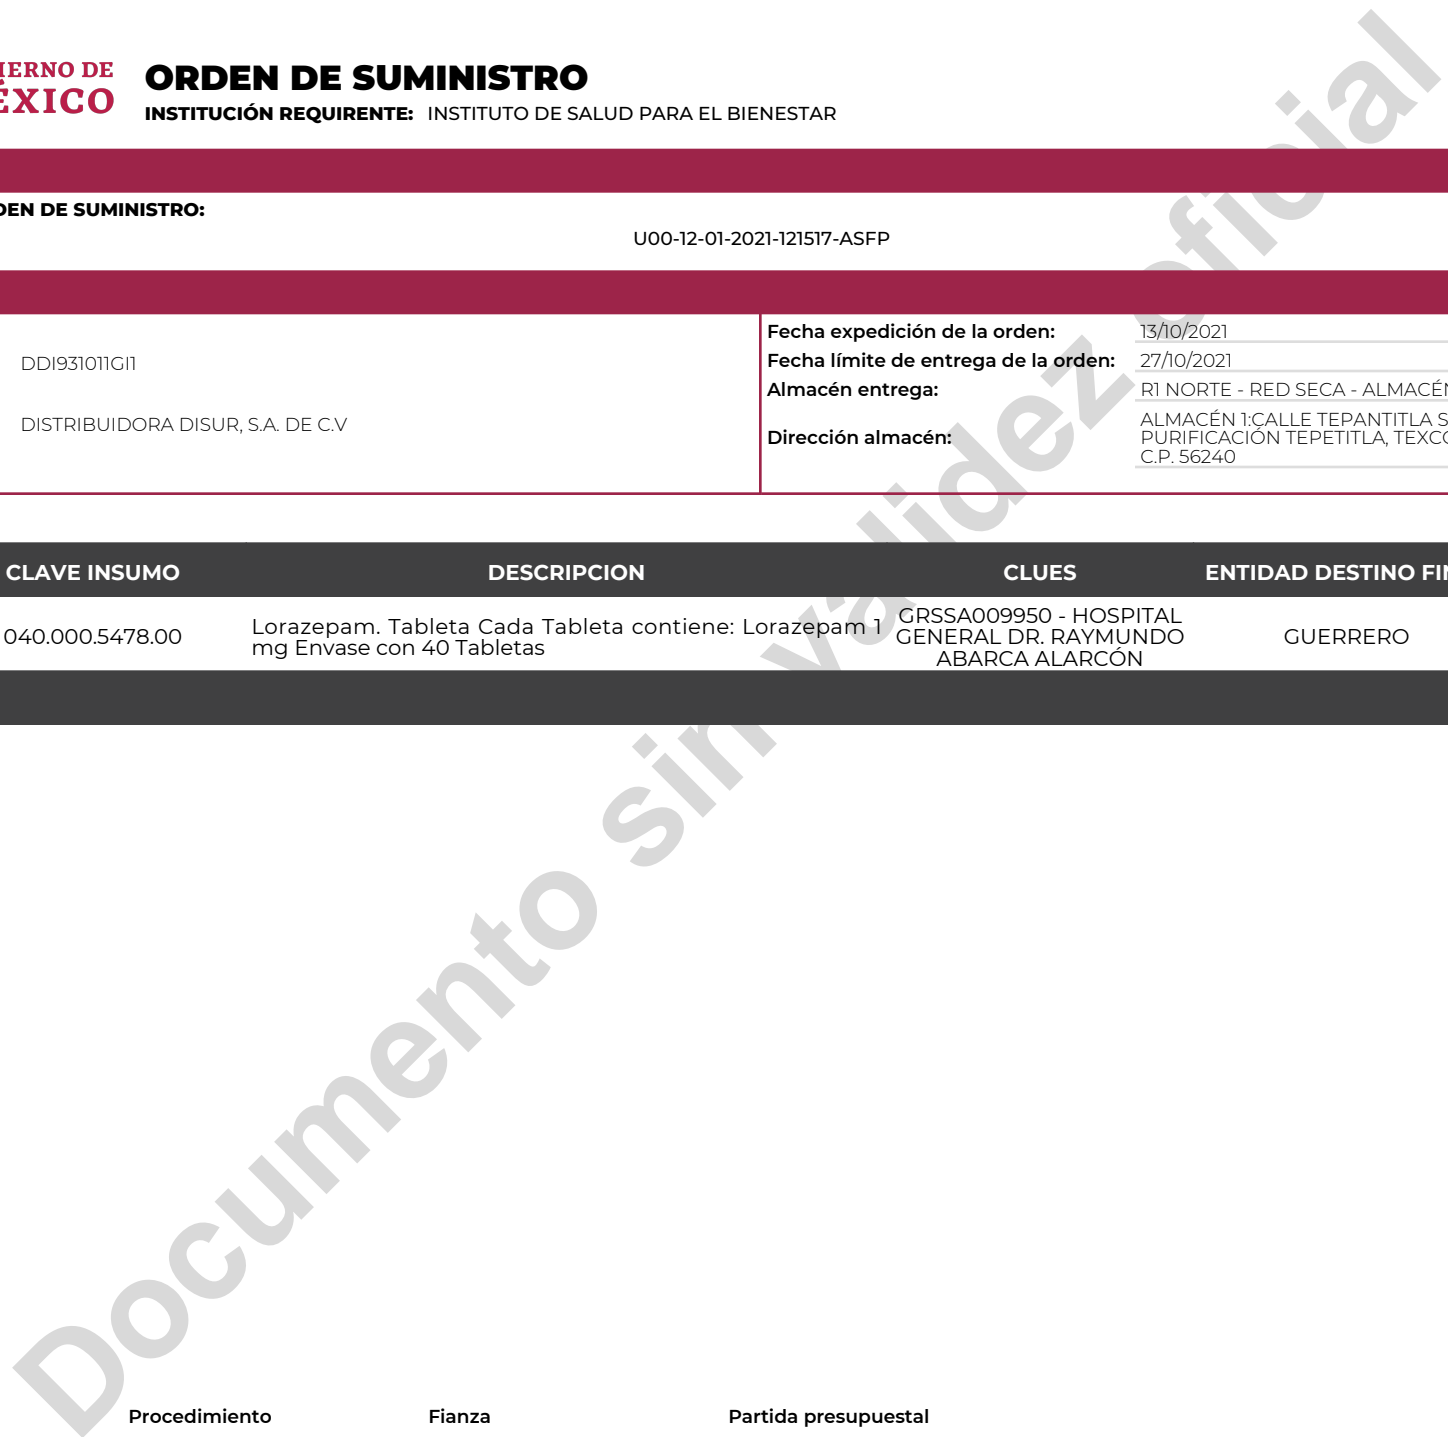 IERNO DE
ÉXICO
ORDEN DE SUMINISTRO
INSTITUCIÓN REQUIRENTE: INSTITUTO DE SALUD PARA EL BIENESTAR
DEN DE SUMINISTRO:
U00-12-01-2021-121517-ASFP
DDI931011GI1
DISTRIBUIDORA DISUR, S.A. DE C.V
Fecha expedición de la orden: 13/10/2021
Fecha límite de entrega de la orden: 27/10/2021
Almacén entrega: R1 NORTE - RED SECA - ALMACÉN
Dirección almacén: ALMACÉN 1:CALLE TEPANTITLA S
PURIFICACIÓN TEPETITLA, TEXCO
C.P. 56240
CLAVE INSUMO DESCRIPCION CLUES ENTIDAD DESTINO FIN
040.000.5478.00
Lorazepam. Tableta Cada Tableta contiene: Lorazepam 1
mg Envase con 40 Tabletas
GRSSA009950 - HOSPITAL
GENERAL DR. RAYMUNDO
ABARCA ALARCÓN
GUERRERO
Documento sin validez oficial
Procedimiento Fianza Partida presupuestal